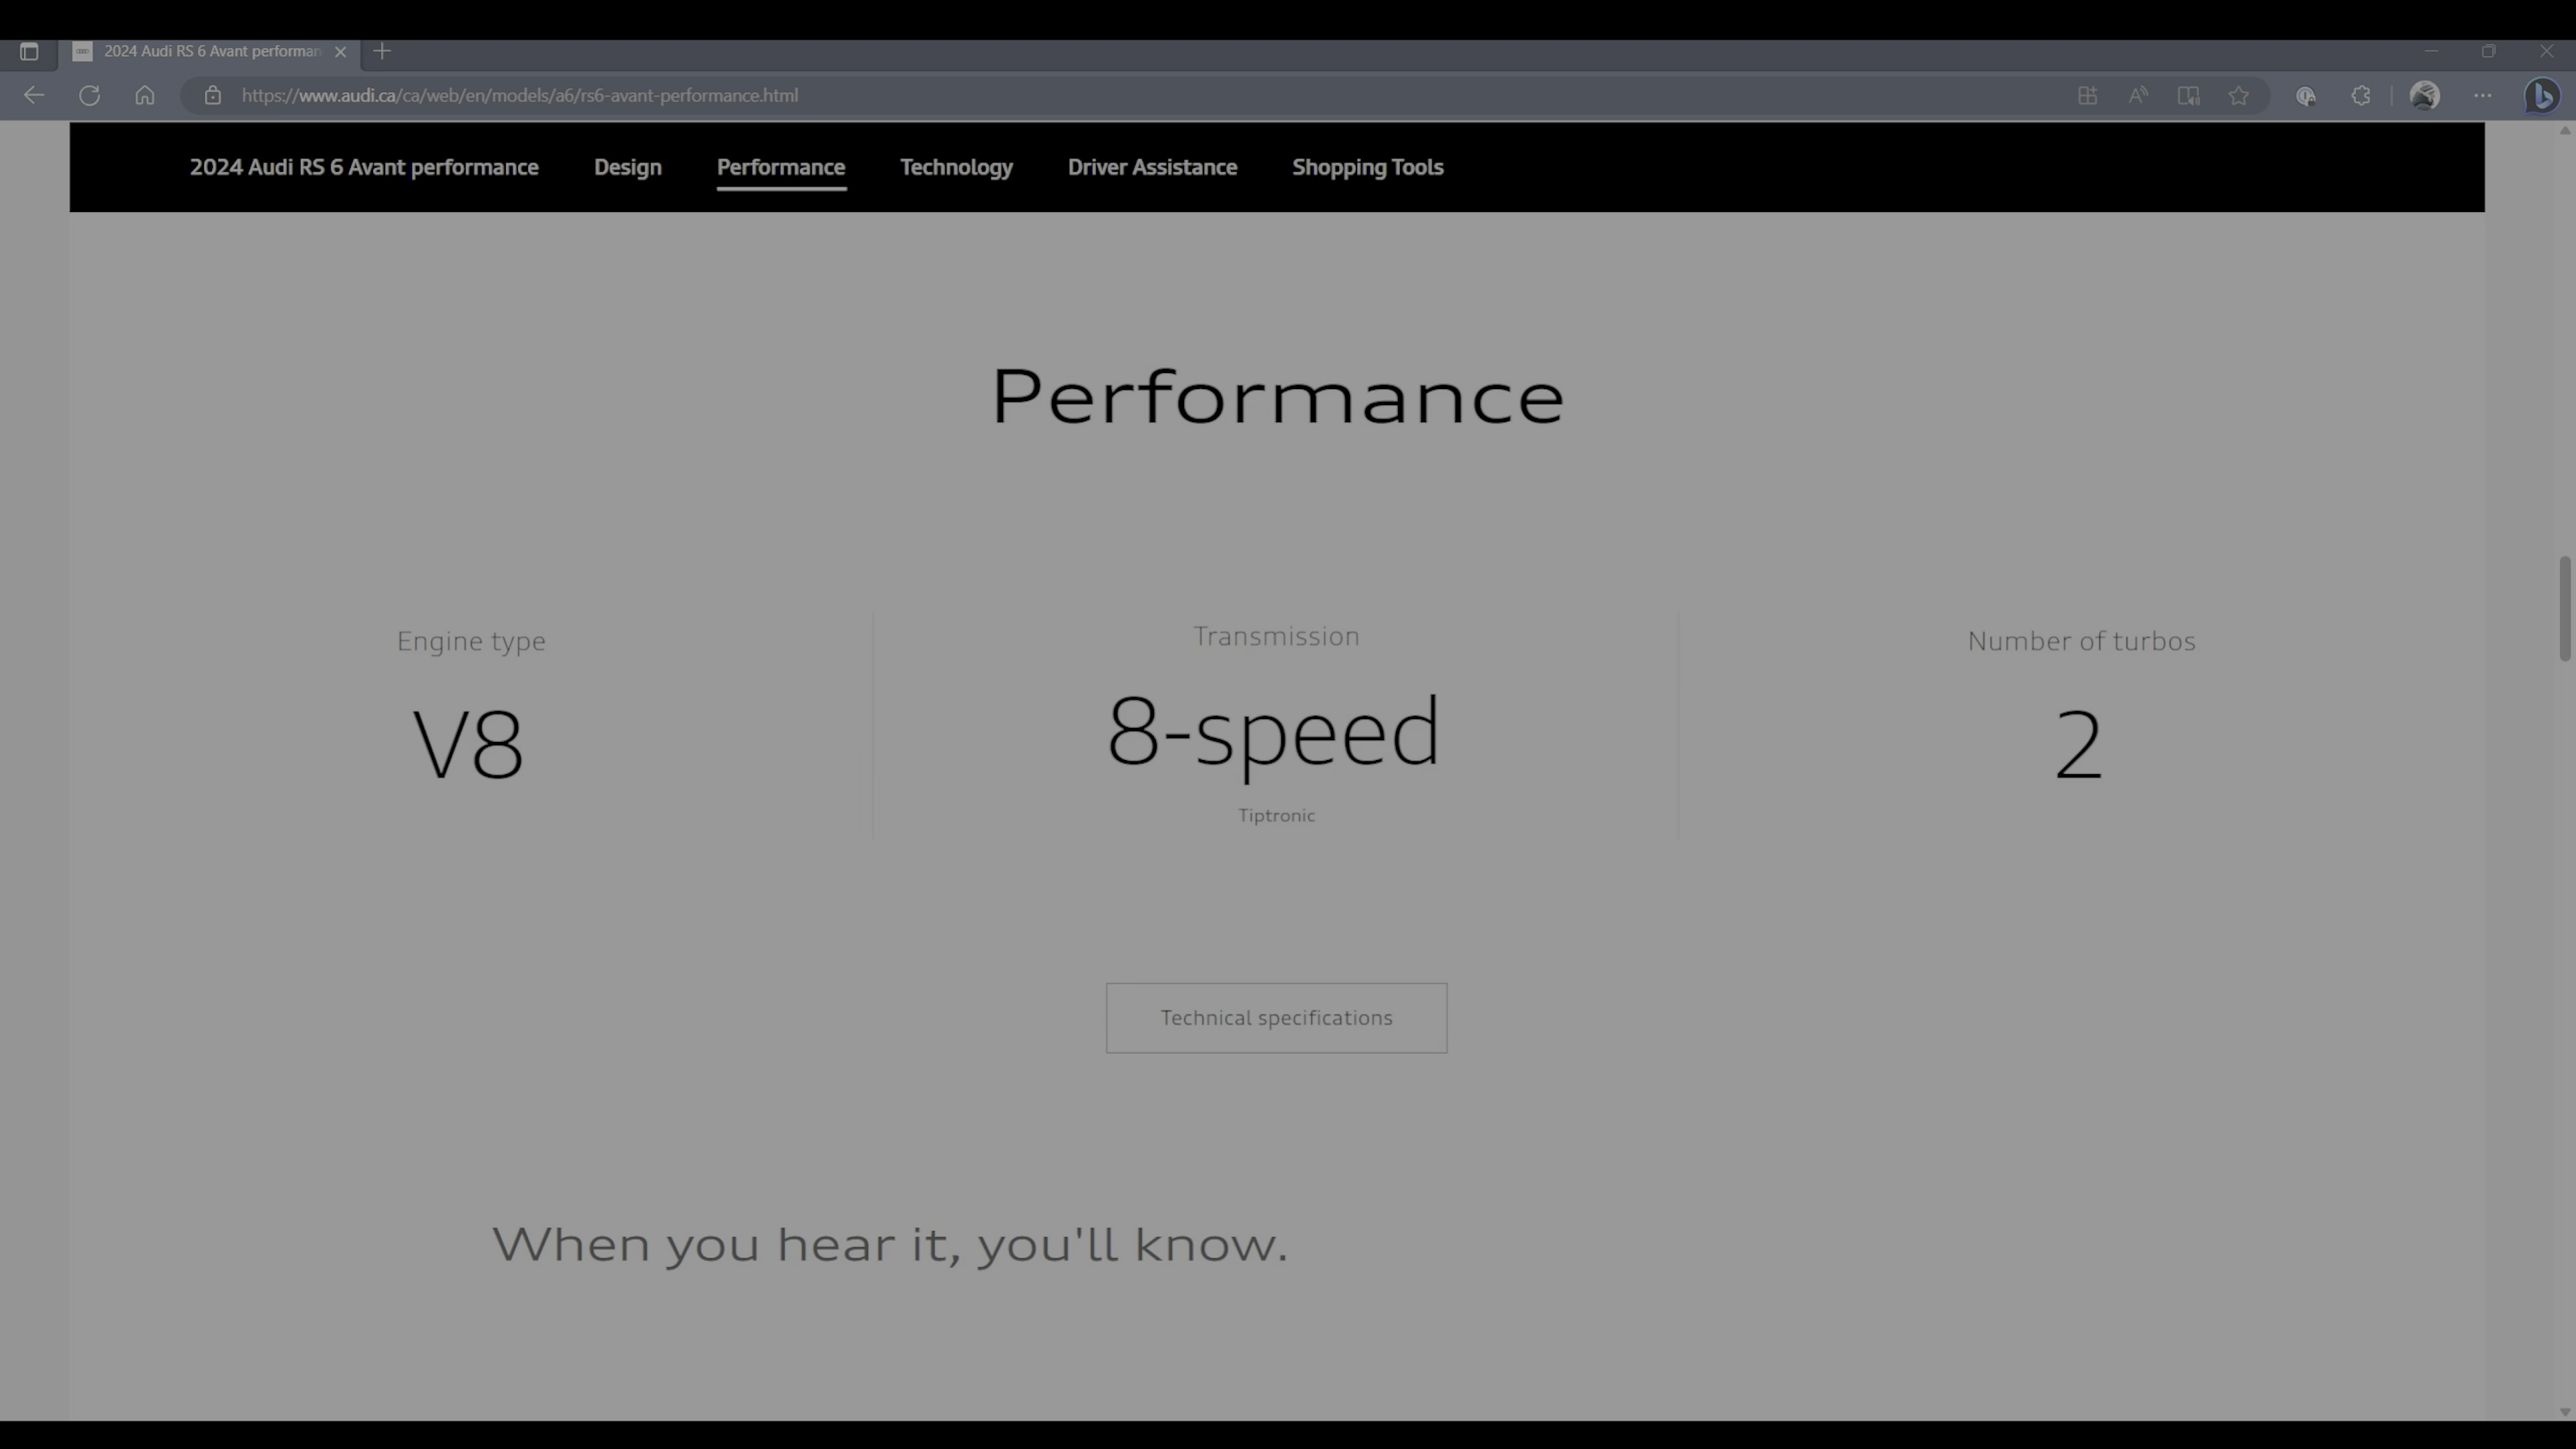 2024 Audi RS 6 Avant performan
https://www.audi.ca/ca/web/en/models/a6/rs6-avant-performance.html
2024 Audi RS 6 Avant performance Design Performance Technology Driver Assistance Shopping Tools
Performance
Engine type
V8
Transmission
8-speed
Tiptronic
Number of turbos
2
Technical specifications
When you hear it, you'll know.